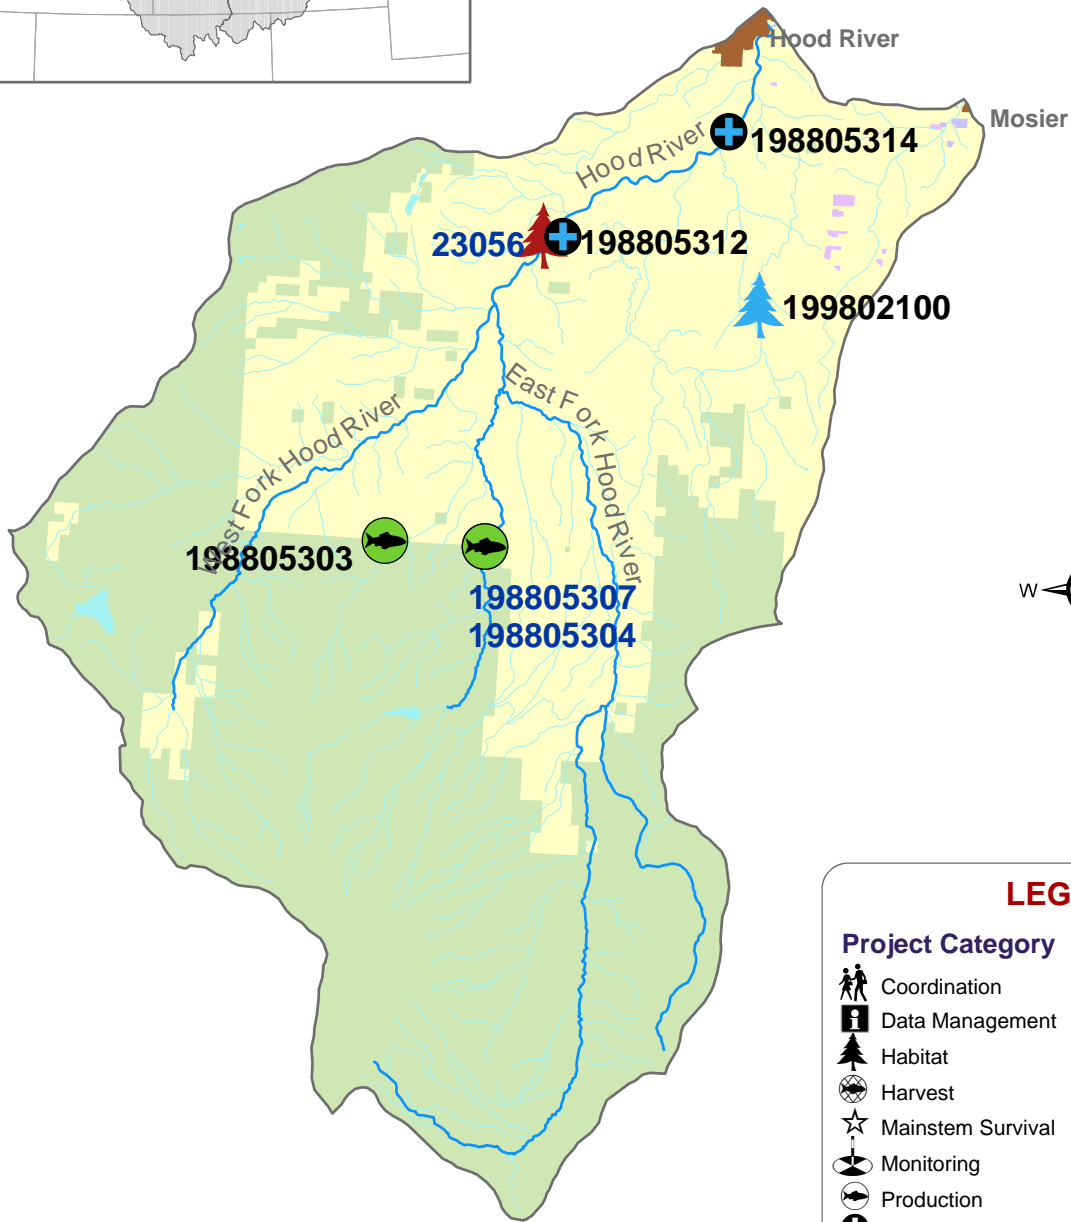 Hood River
Mosier
Hood River
198805314
23056
198805312
199802100
East Fork Hood River
West Fork Hood River
198805303
198805307
198805304
W
LEG
Project Category
Coordination
Data Management
Habitat
Harvest
Mainstem Survival
Monitoring
Production